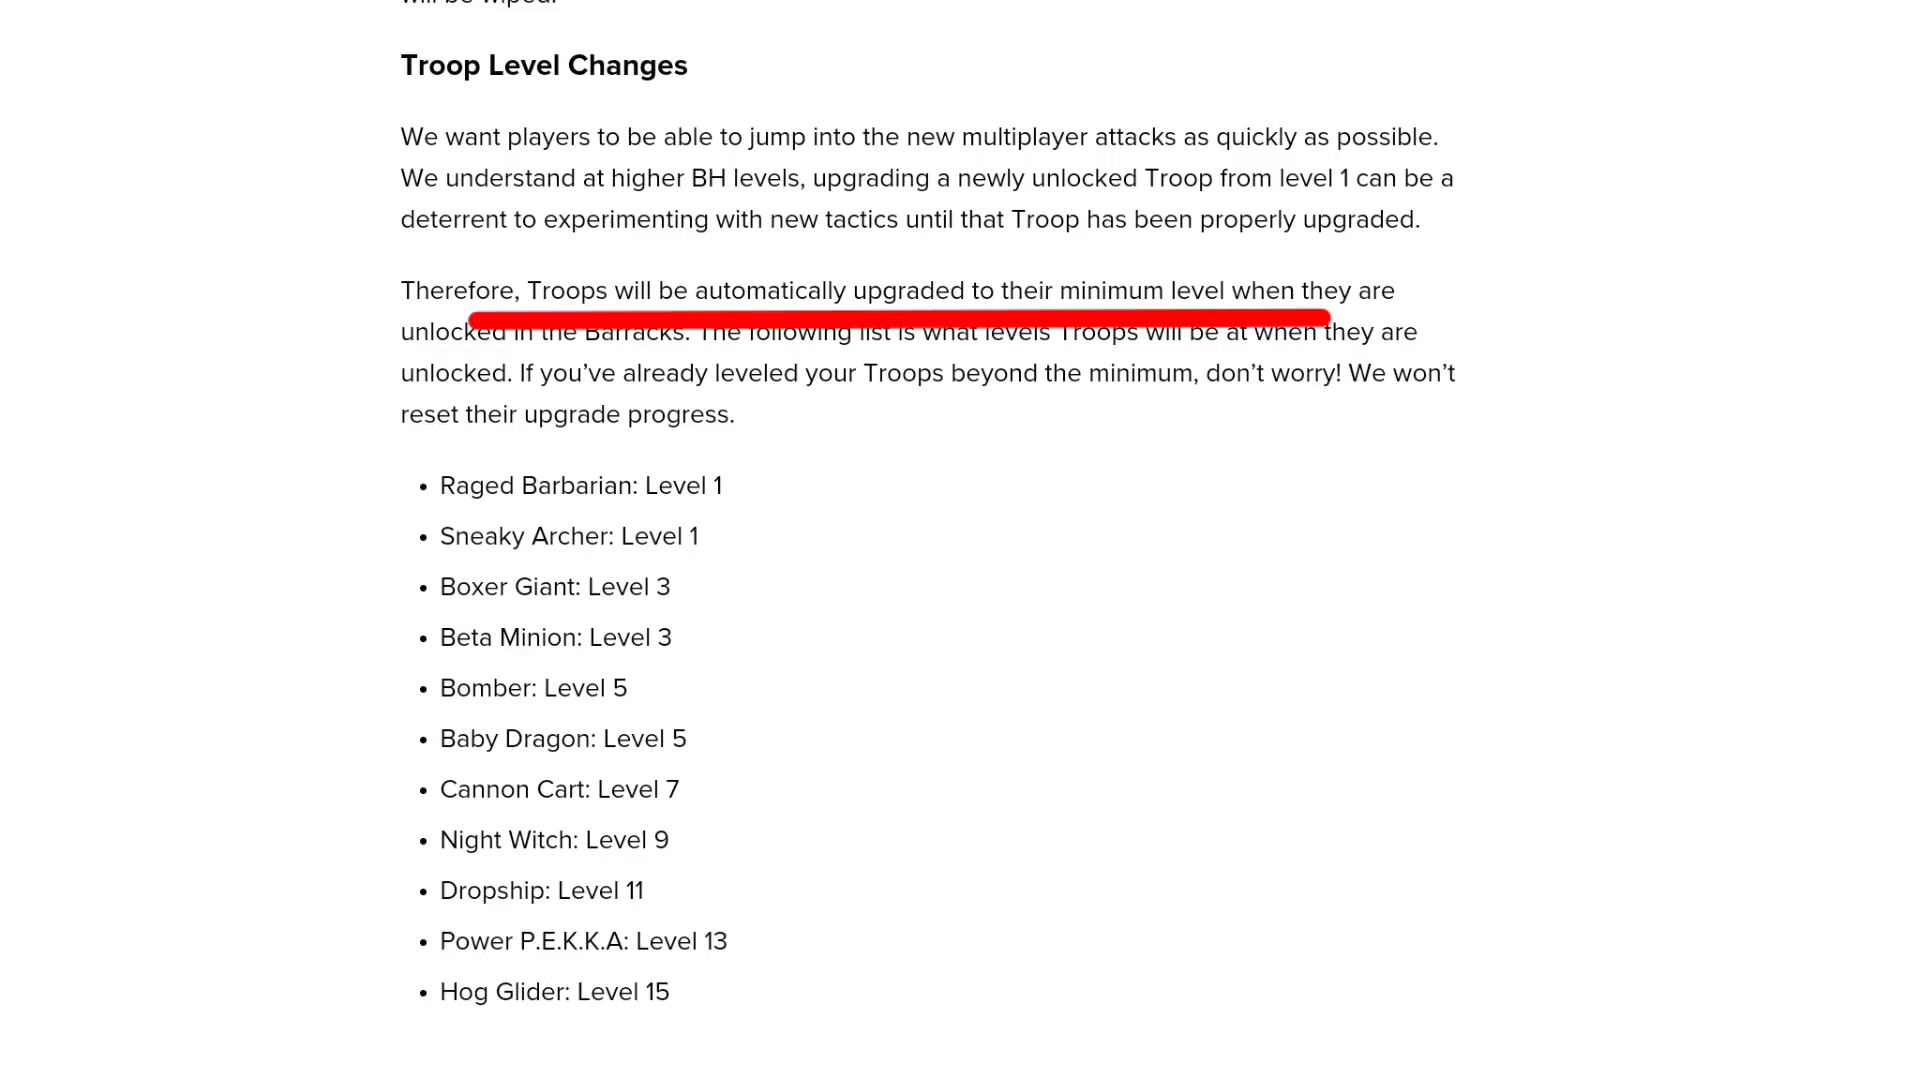 will be wiped.
Troop Level Changes
We want players to be able to jump into the new multiplayer attacks as quickly as possible.
We understand at higher BH levels, upgrading a newly unlocked Troop from level 1 can be a
deterrent to experimenting with new tactics until that Troop has been properly upgraded.
Therefore, Troops will be automatically upgraded to their minimum level when they are
unlocked in the Barracks. The following list is what levels Troops will be at when they are
unlocked. If you’ve already leveled your Troops beyond the minimum, don’t worry! We won’t
reset their upgrade progress.
• Raged Barbarian: Level 1
• Sneaky Archer: Level 1
• Boxer Giant: Level 3
• Beta Minion: Level 3
• Bomber: Level 5
• Baby Dragon: Level 5
• Cannon Cart: Level 7
• Night Witch: Level 9
• Dropship: Level 11
• Power P.E.K.K.A: Level 13
• Hog Glider: Level 15